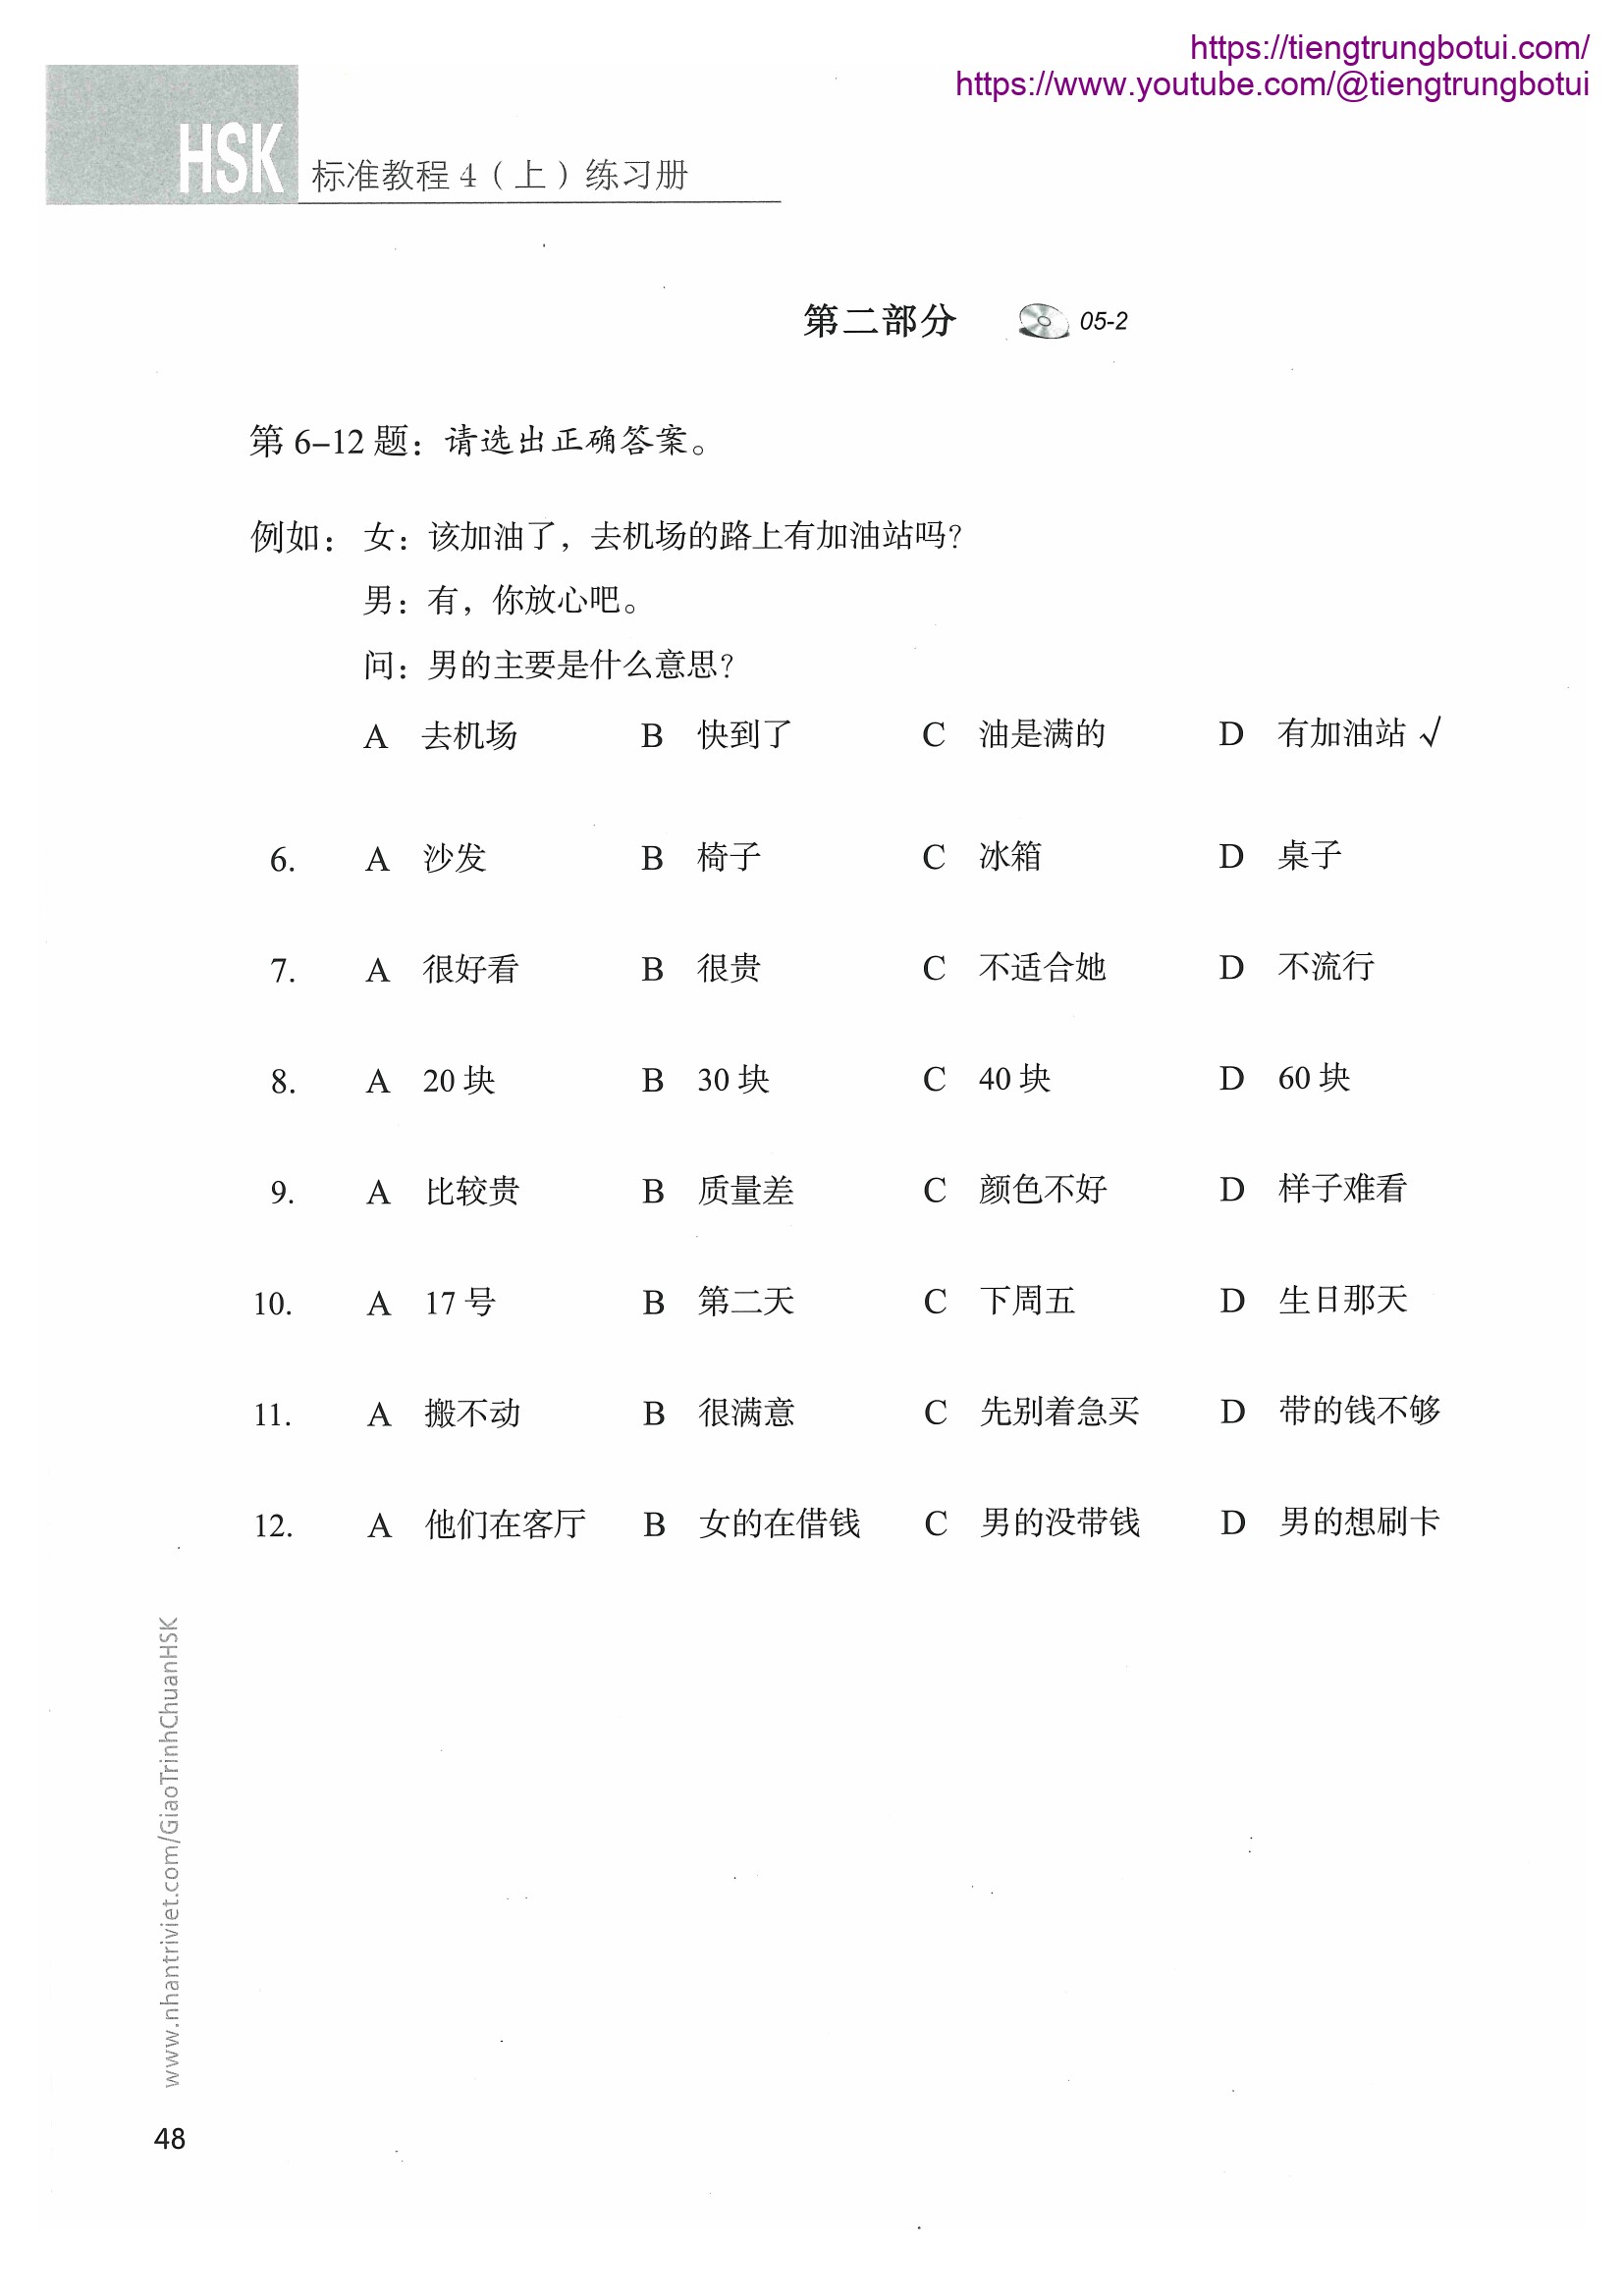 https://tiengtrungbotui.com/
https://www.youtube.com/@tiengtrungbotui
HSK 标准教程 4（上）练习册
第二部分 05-2
第 6–12 题：请选出正确答案。
例如：女：该加油了，去机场的路上有加油站吗？
男：有，你放心吧。
问：男的主要是什么意思？
A 去机场 B 快到了 C 油是满的 D 有加油站 √
6. A 沙发 B 椅子 C 冰箱 D 桌子
7. A 很好看 B 很贵 C 不适合她 D 不流行
8. A 20 块 B 30 块 C 40 块 D 60 块
9. A 比较贵 B 质量差 C 颜色不好 D 样子难看
10. A 17 号 B 第二天 C 下周五 D 生日那天
11. A 搬不动 B 很满意 C 先别着急买 D 带的钱不够
12. A 他们在客厅 B 女的在借钱 C 男的没带钱 D 男的想刷卡
www.nhantriviet.com/GiaoTrinhChuanHSK
48